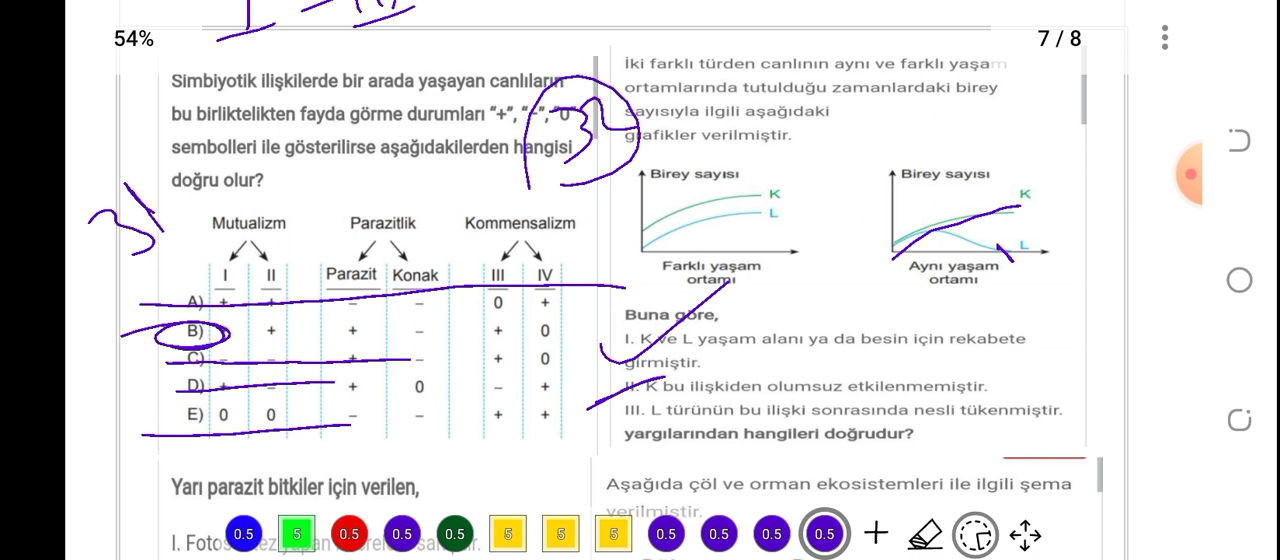 54%
7 / 8
Simbiyotik ilişkilerde bir arada yaşayan canlıların
bu birliktelikten fayda görme durumları “+”, “-”, “0”
sembolleri ile gösterilirse aşağıdakilerden hangisi
doğru olur?
31
Mutualizm Parazitlik Kommensalizm
I II Parazit Konak III IV
A) + + – – 0 +
B) + + – + 0
C) – – + – + 0
D) + – + 0 – +
E) 0 0 – – + +
Yarı parazit bitkiler için verilen,
32
İki farklı türden canlının aynı ve farklı yaşam
ortamlarında tutulduğu zamanlardaki birey
sayısıyla ilgili aşağıdaki
grafikler verilmiştir.
Birey sayısı
K
L
Farklı yaşam
ortamı
Birey sayısı
K
L
Aynı yaşam
ortamı
Buna göre,
I. K ve L yaşam alanı ya da besin için rekabete
girmiştir.
II. K bu ilişkiden olumsuz etkilenmemiştir.
III. L türünün bu ilişki sonrasında nesli tükenmiştir.
yargılarından hangileri doğrudur?
Aşağıda çöl ve orman ekosistemleri ile ilgili şema
verilmiştir.
0.5 5 0.5 0.5 0.5 5 5 5 0.5 0.5 0.5 0.5